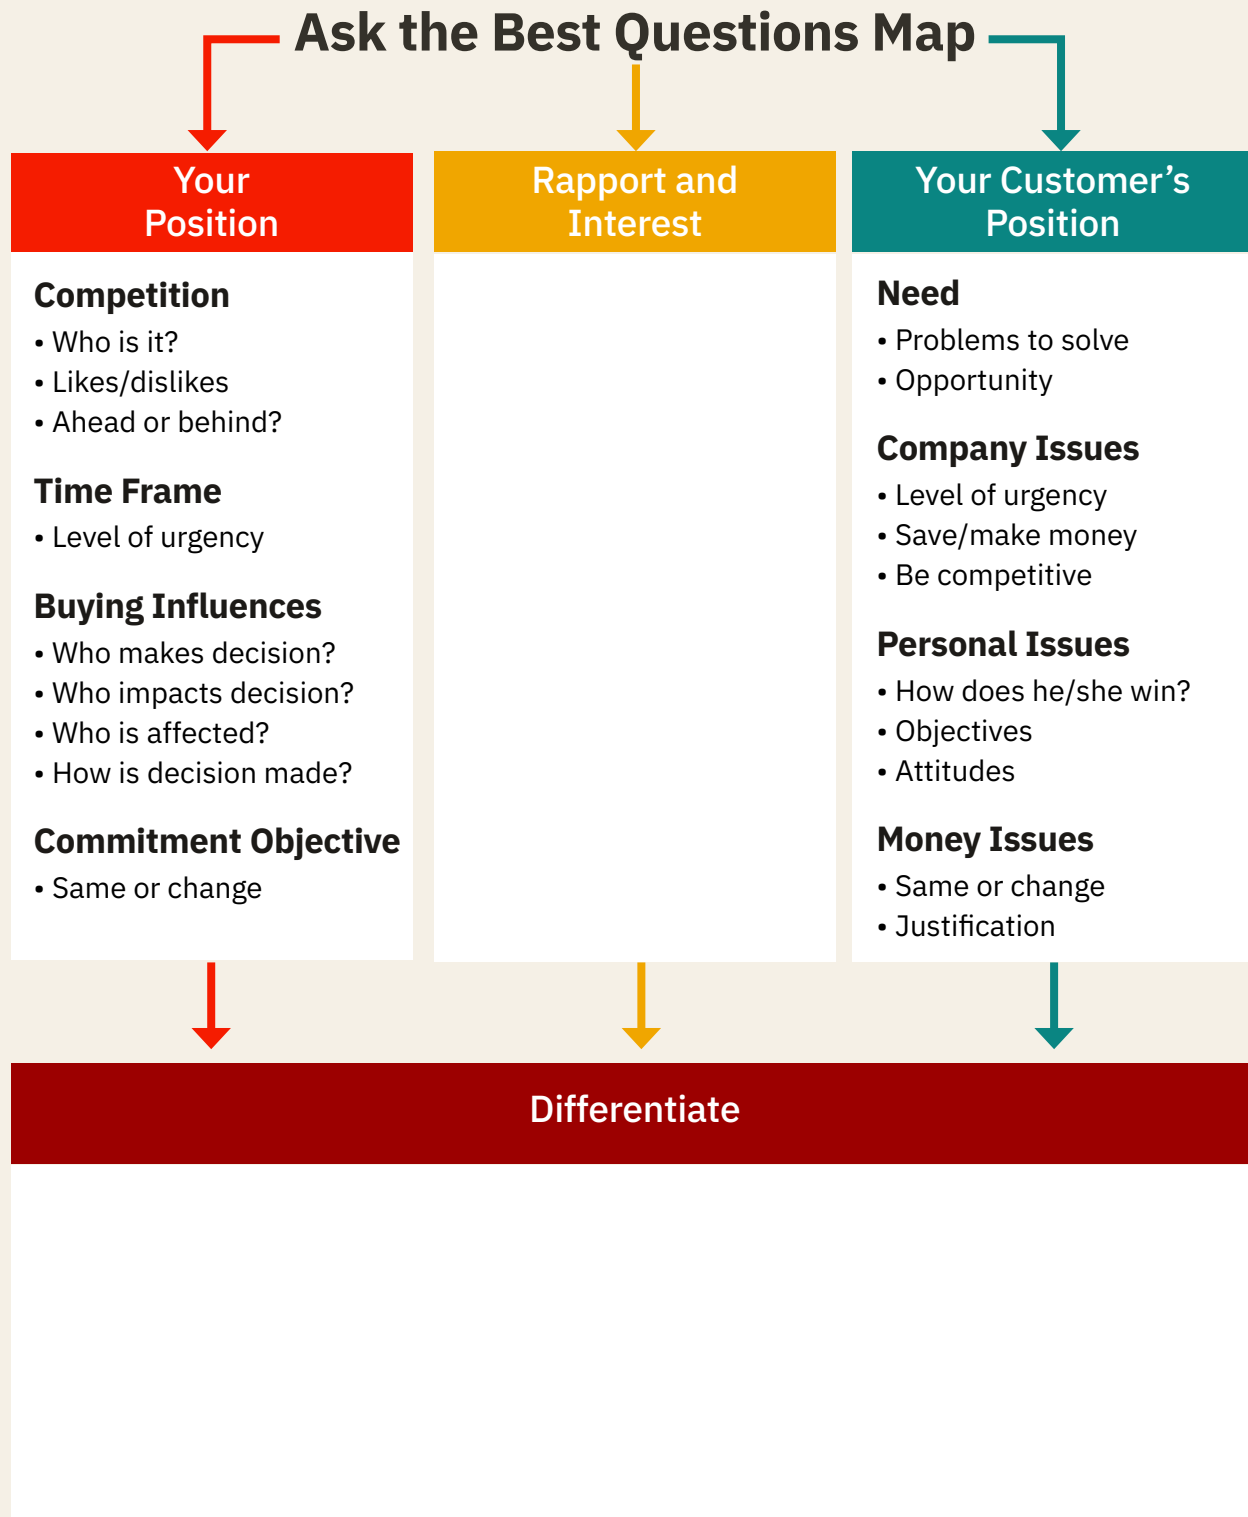 Ask the Best Questions Map
Your
Position
Competition
• Who is it?
• Likes/dislikes
• Ahead or behind?
Time Frame
• Level of urgency
Buying Influences
• Who makes decision?
• Who impacts decision?
• Who is affected?
• How is decision made?
Commitment Objective
• Same or change
Rapport and
Interest
Your Customer’s
Position
Need
• Problems to solve
• Opportunity
Company Issues
• Level of urgency
• Save/make money
• Be competitive
Personal Issues
• How does he/she win?
• Objectives
• Attitudes
Money Issues
• Same or change
• Justification
Differentiate